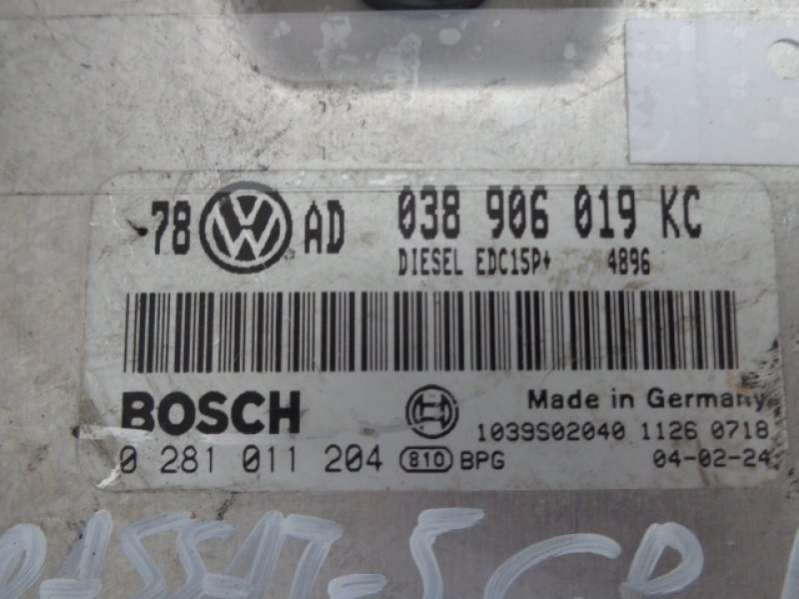 78 VW AD 038 906 019 KC
DIESEL EDC15P+ 4896
BOSCH Made in Germany
1039S02040 1126 0718
0 281 011 204 810 BPG 04-02-24